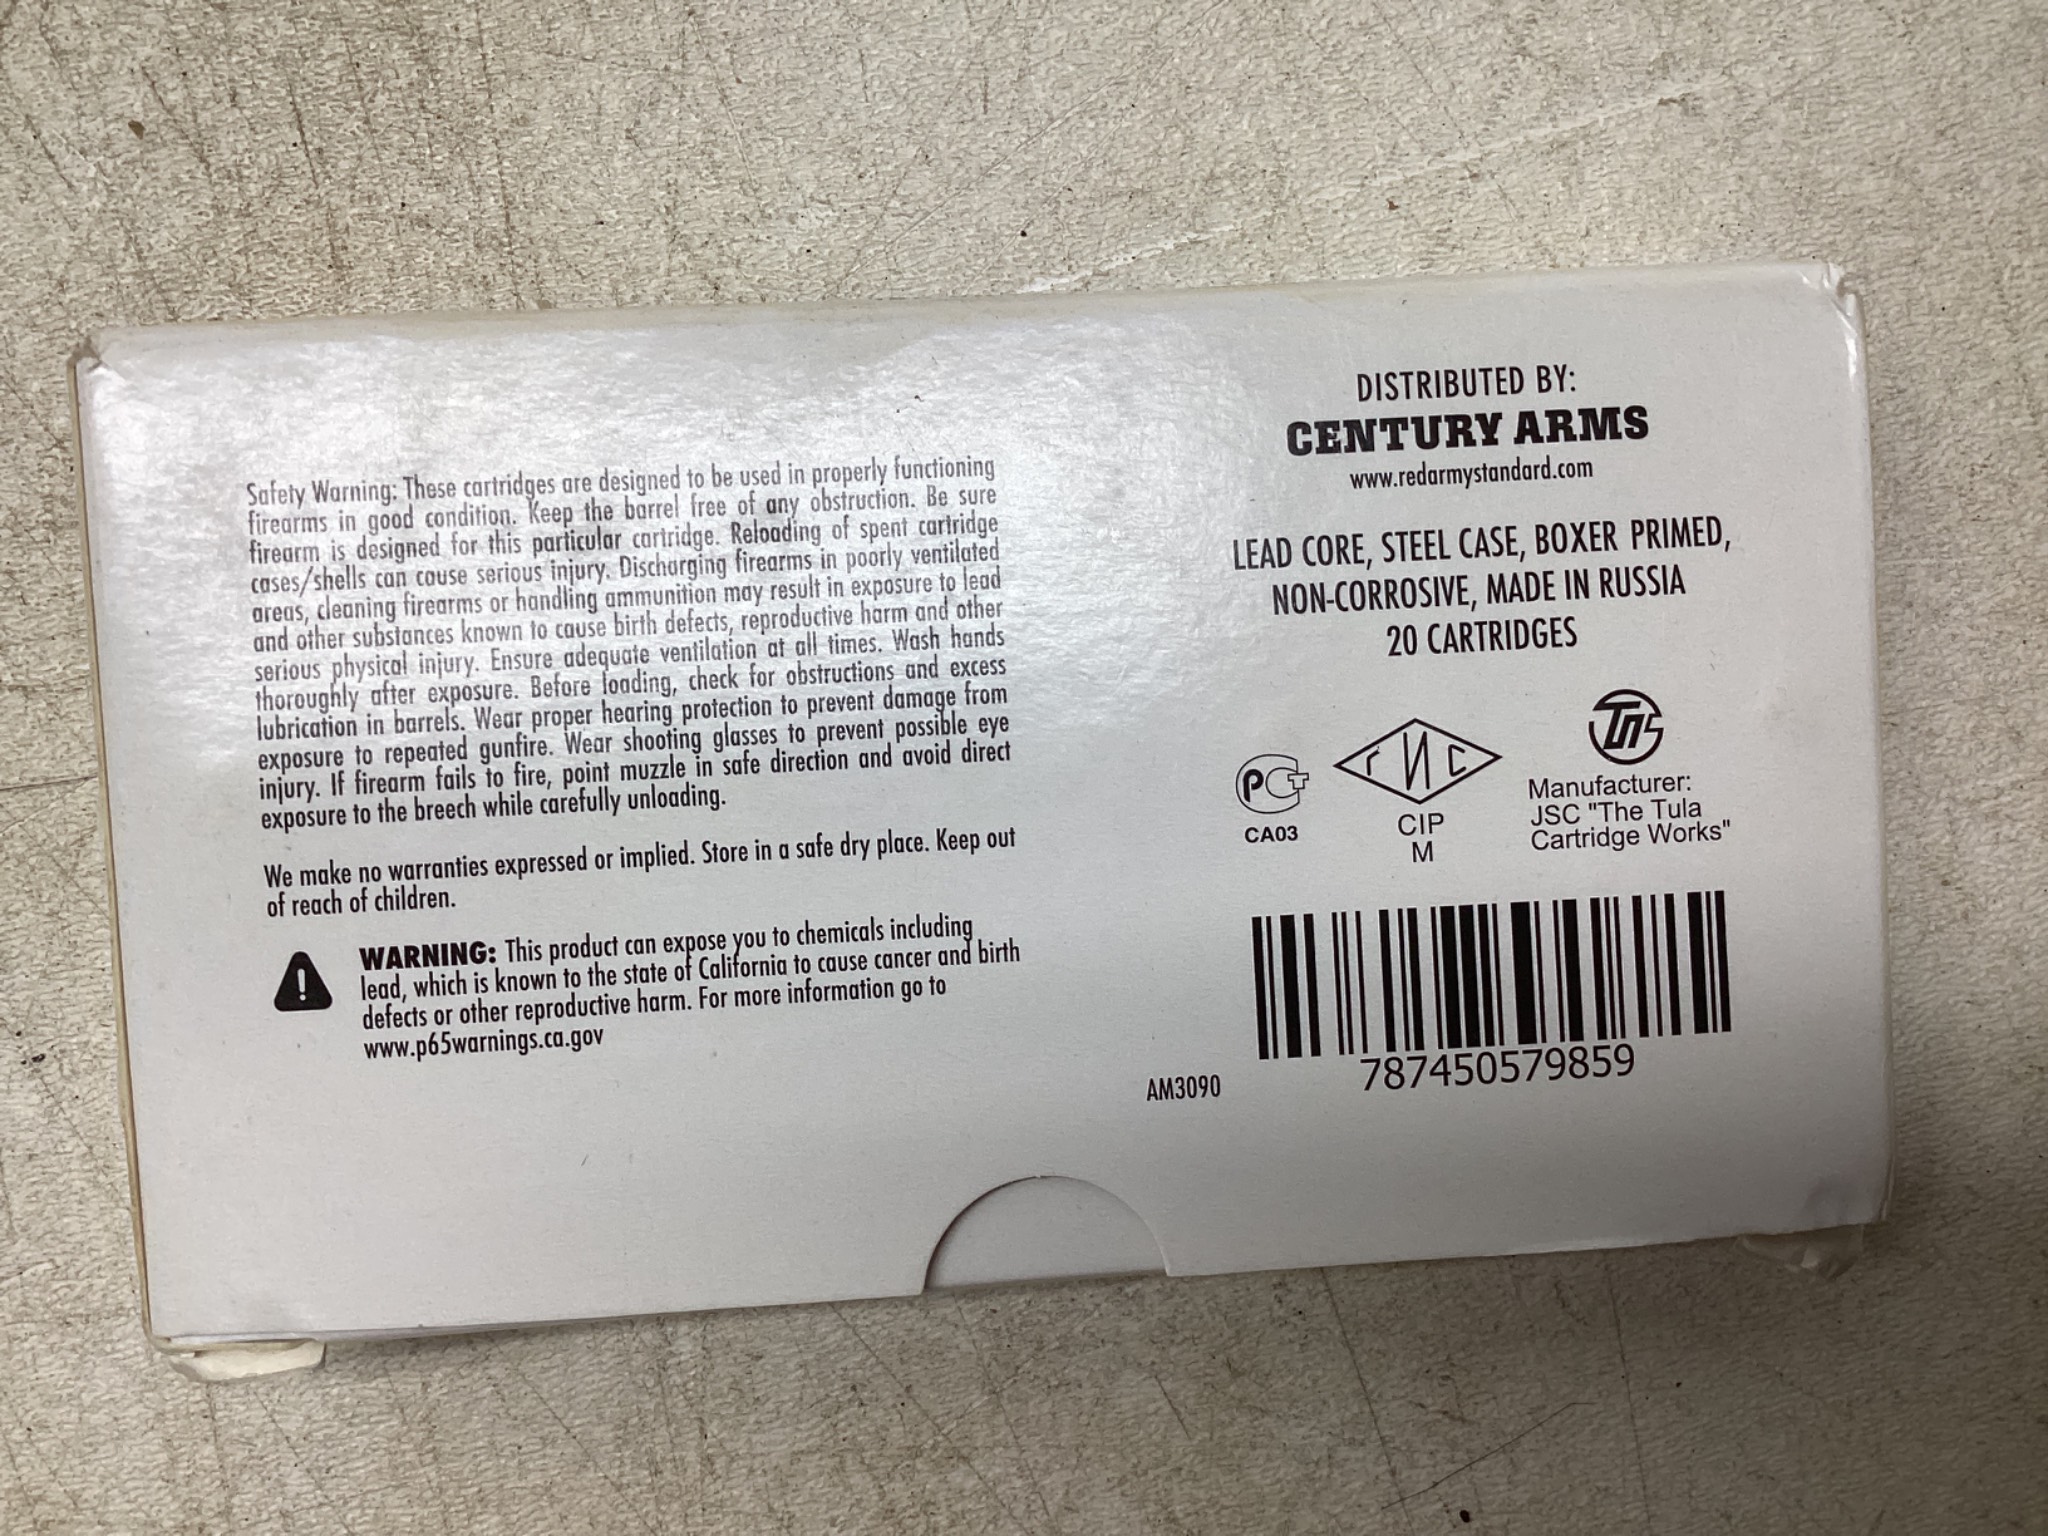 Safety Warning: These cartridges are designed to be used in properly functioning
firearms in good condition. Keep the barrel free of any obstruction. Be sure
firearm is designed for this particular cartridge. Reloading of spent cartridge
cases/shells can cause serious injury. Discharging firearms in poorly ventilated
areas, cleaning firearms or handling ammunition may result in exposure to lead
and other substances known to cause birth defects, reproductive harm and other
serious physical injury. Ensure adequate ventilation at all times. Wash hands
thoroughly after exposure. Before loading, check for obstructions and excess
lubrication in barrels. Wear proper hearing protection to prevent damage from
exposure to repeated gunfire. Wear shooting glasses to prevent possible eye
injury. If firearm fails to fire, point muzzle in safe direction and avoid direct
exposure to the breech while carefully unloading.
We make no warranties expressed or implied. Store in a safe dry place. Keep out
of reach of children.
WARNING: This product can expose you to chemicals including
lead, which is known to the state of California to cause cancer and birth
defects or other reproductive harm. For more information go to
www.p65warnings.ca.gov
DISTRIBUTED BY:
CENTURY ARMS
www.redarmystandard.com
LEAD CORE, STEEL CASE, BOXER PRIMED,
NON-CORROSIVE, MADE IN RUSSIA
20 CARTRIDGES
РСТ
CA03
ГИС
CIP
M
ТПЗ
Manufacturer:
JSC "The Tula
Cartridge Works"
AM3090
787450579859